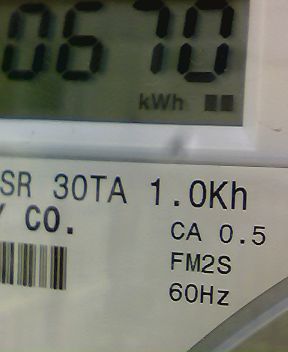 0670
kWh
SR 30TA 1.0Kh
Y CO.
CA 0.5
FM2S
60Hz